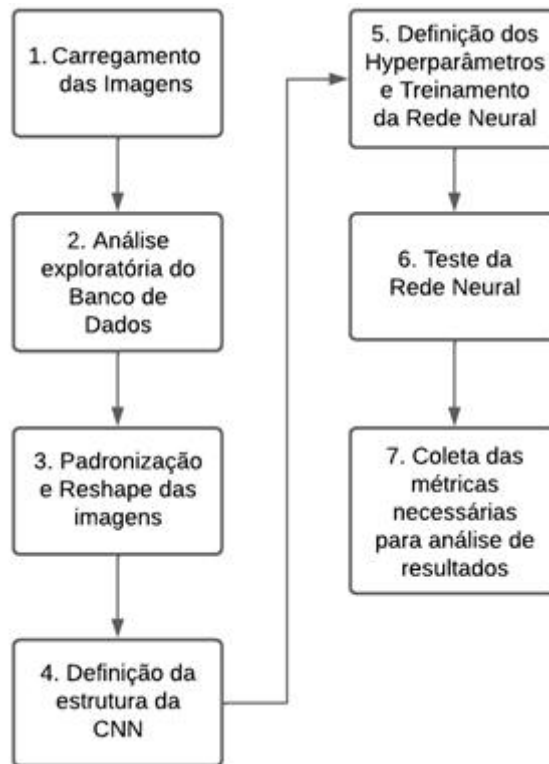 1. Carregamento
das Imagens
2. Análise
exploratória do
Banco de
Dados
3. Padronização
e Reshape das
imagens
4. Definição da
estrutura da
CNN
5. Definição dos
Hyperparâmetros
e Treinamento
da Rede Neural
6. Teste da
Rede Neural
7. Coleta das
métricas
necessárias
para análise de
resultados